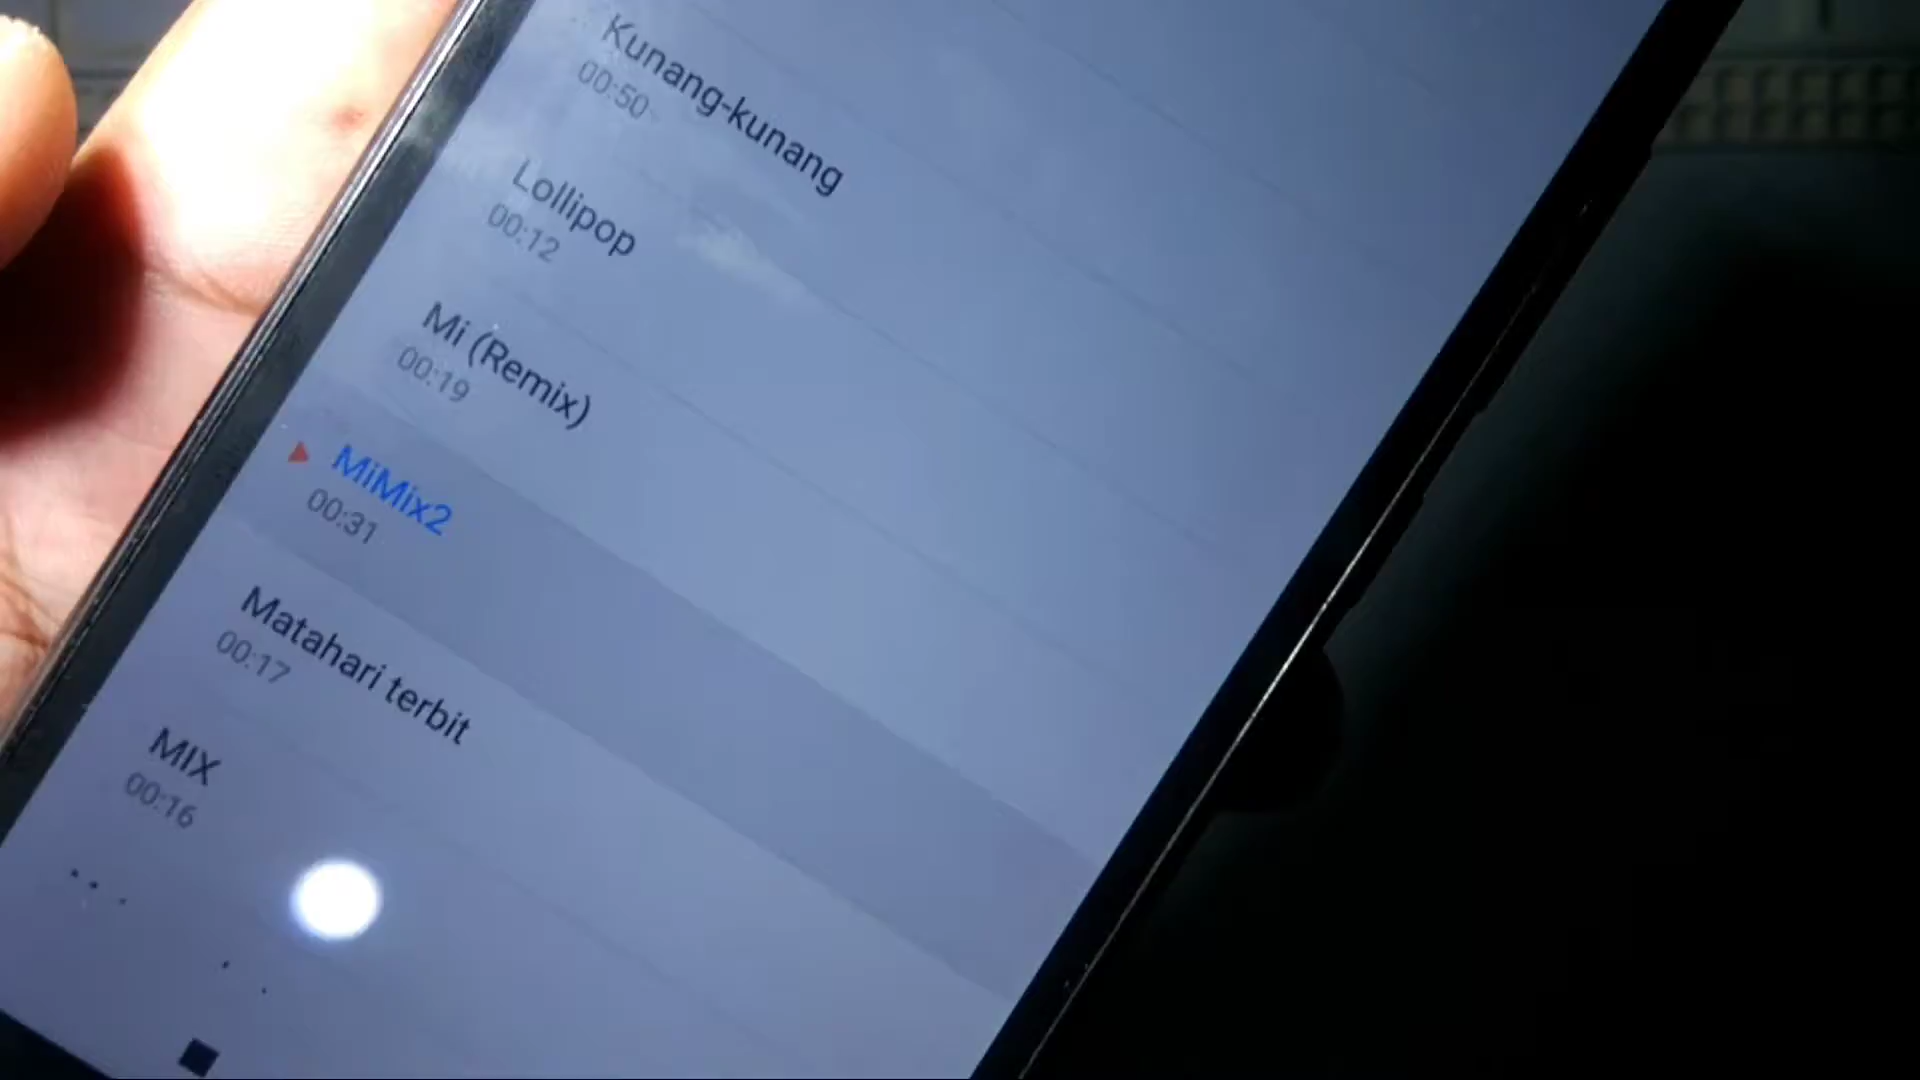 Kunang-kunang
00:50
Lollipop
00:12
Mi (Remix)
00:19
MiMix2
00:31
Matahari terbit
00:17
MIX
00:16